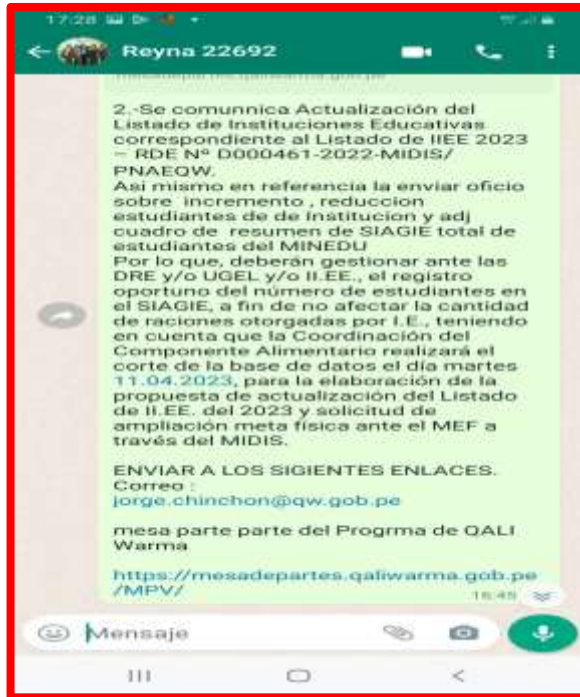 17:28
Reyna 22692
mesadepartes.qaliwarma.gob.pe
2.-Se comunnica Actualización del
Listado de Instituciones Educativas
correspondiente al Listado de IIEE 2023
– RDE Nº D000461-2022-MIDIS/
PNAEQW.
Asi mismo en referencia la enviar oficio
sobre incremento , reduccion
estudiantes de de Institucion y adj
cuadro de resumen de SIAGIE total de
estudiantes del MINEDU
Por lo que, deberán gestionar ante las
DRE y/o UGEL y/o II.EE., el registro
oportuno del número de estudiantes en
el SIAGIE, a fin de no afectar la cantidad
de raciones otorgadas por I.E., teniendo
en cuenta que la Coordinación del
Componente Alimentario realizará el
corte de la base de datos el día martes
11.04.2023, para la elaboración de la
propuesta de actualización del Listado
de II.EE. del 2023 y solicitud de
ampliación meta física ante el MEF a
través del MIDIS.
ENVIAR A LOS SIGIENTES ENLACES.
Correo :
jorge.chinchon@qw.gob.pe
mesa parte parte del Progrma de QALI
Warma
https://mesadepartes.qaliwarma.gob.pe
/MPV/
16:45
Mensaje